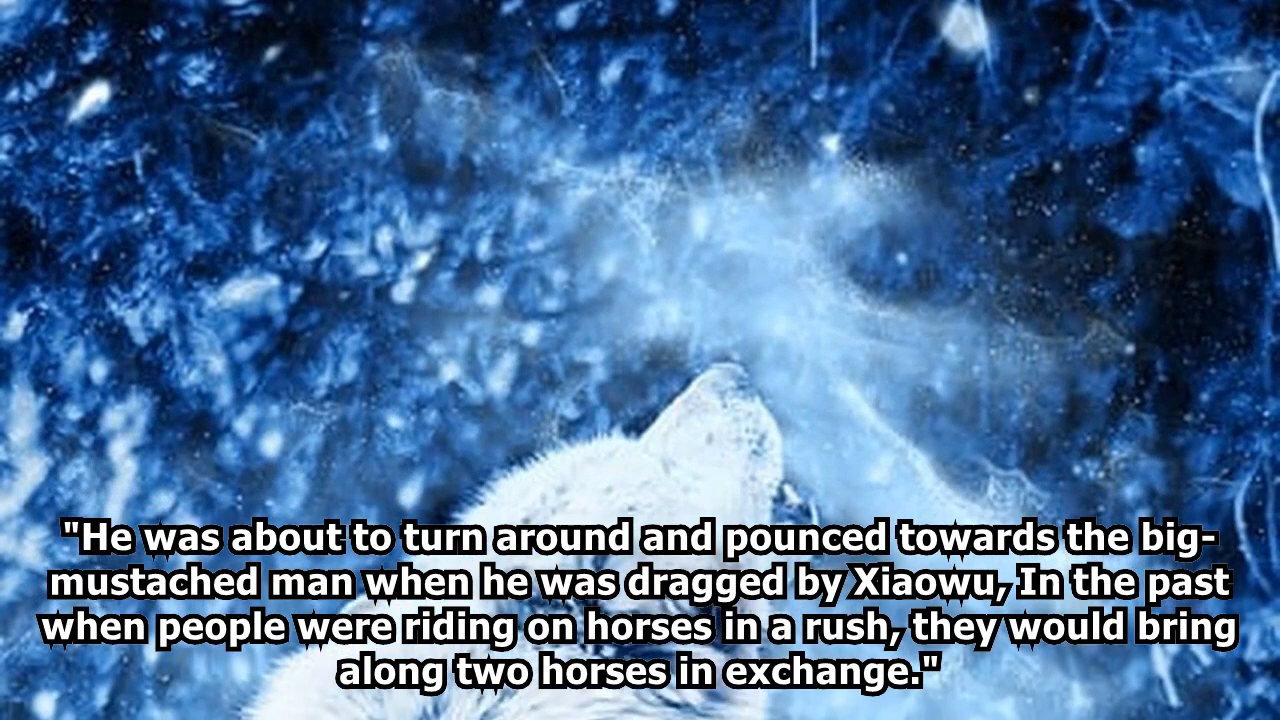 "He was about to turn around and pounced towards the big-
mustached man when he was dragged by Xiaowu, In the past
when people were riding on horses in a rush, they would bring
along two horses in exchange."